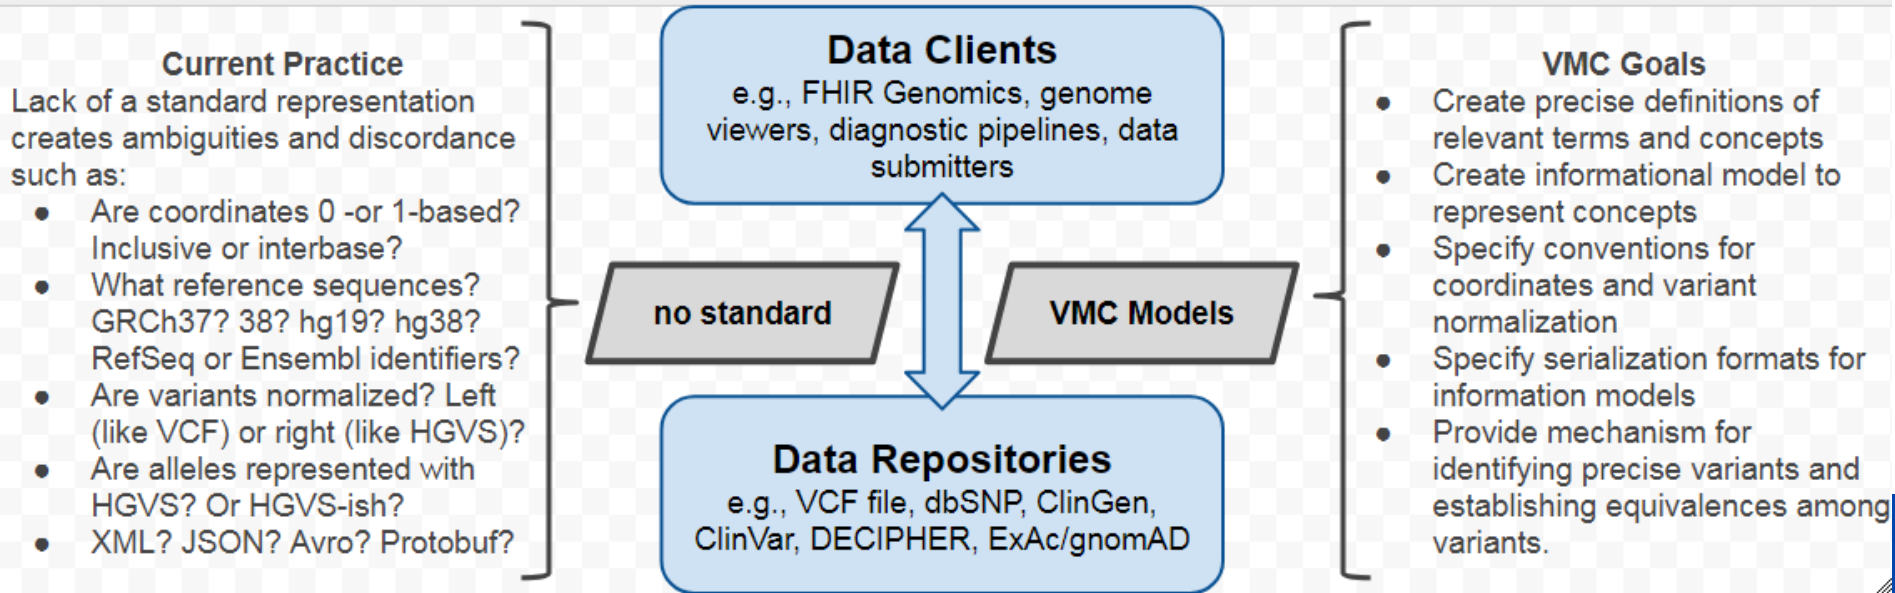 Current Practice
Lack of a standard representation
creates ambiguities and discordance
such as:
● Are coordinates 0 -or 1-based?
Inclusive or interbase?
● What reference sequences?
GRCh37? 38? hg19? hg38?
RefSeq or Ensembl identifiers?
● Are variants normalized? Left
(like VCF) or right (like HGVS)?
● Are alleles represented with
HGVS? Or HGVS-ish?
● XML? JSON? Avro? Protobuf?
Data Clients
e.g., FHIR Genomics, genome
viewers, diagnostic pipelines, data
submitters
no standard
VMC Models
Data Repositories
e.g., VCF file, dbSNP, ClinGen,
ClinVar, DECIPHER, ExAc/gnomAD
VMC Goals
● Create precise definitions of
relevant terms and concepts
● Create informational model to
represent concepts
● Specify conventions for
coordinates and variant
normalization
● Specify serialization formats for
information models
● Provide mechanism for
identifying precise variants and
establishing equivalences among
variants.